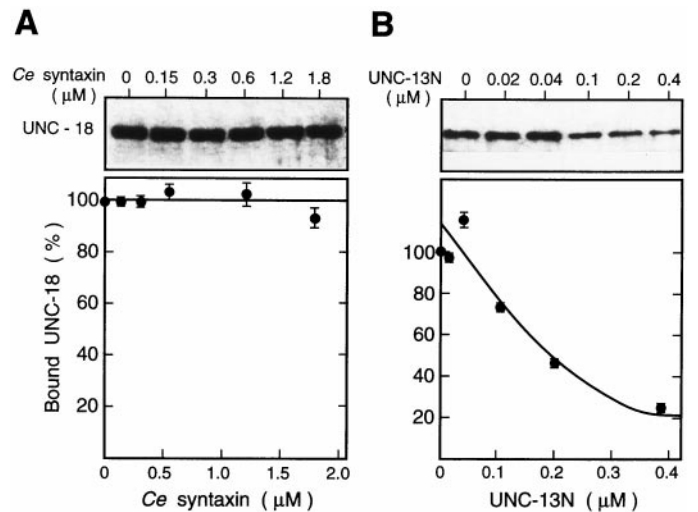 A
Ce syntaxin 0 0.15 0.3 0.6 1.2 1.8
( μM )
UNC - 18
100
80
60
40
20
Bound UNC-18 ( % )
0 0.5 1.0 1.5 2.0
Ce syntaxin ( μM )
B
UNC-13N 0 0.02 0.04 0.1 0.2 0.4
( μM )
100
80
60
40
20
0 0.1 0.2 0.3 0.4
UNC-13N ( μM )